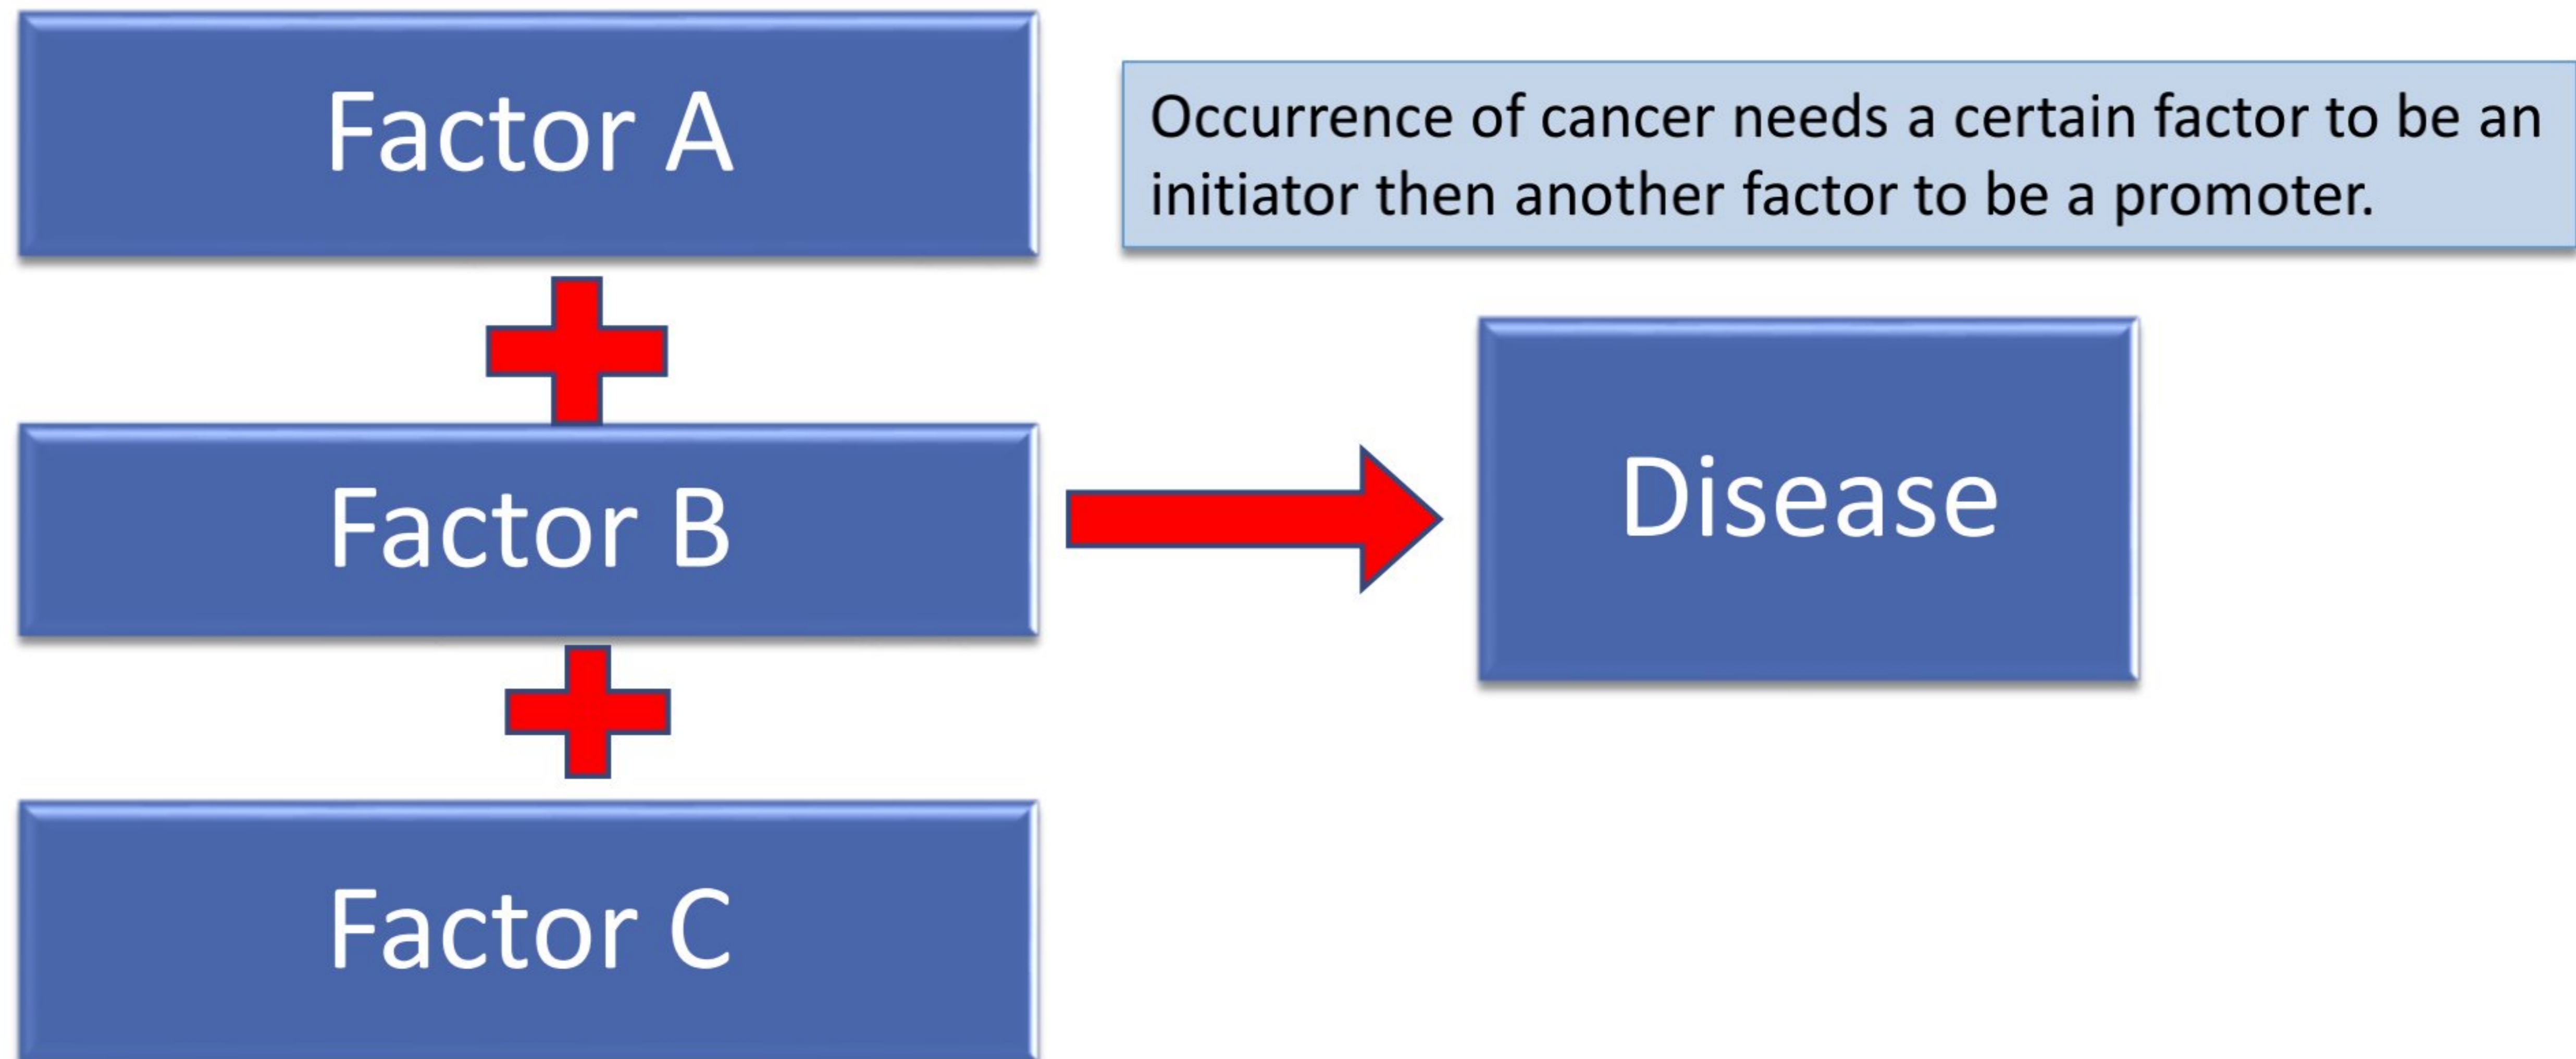 Factor A
Occurrence of cancer needs a certain factor to be an
initiator then another factor to be a promoter.
Factor B
Disease
Factor C